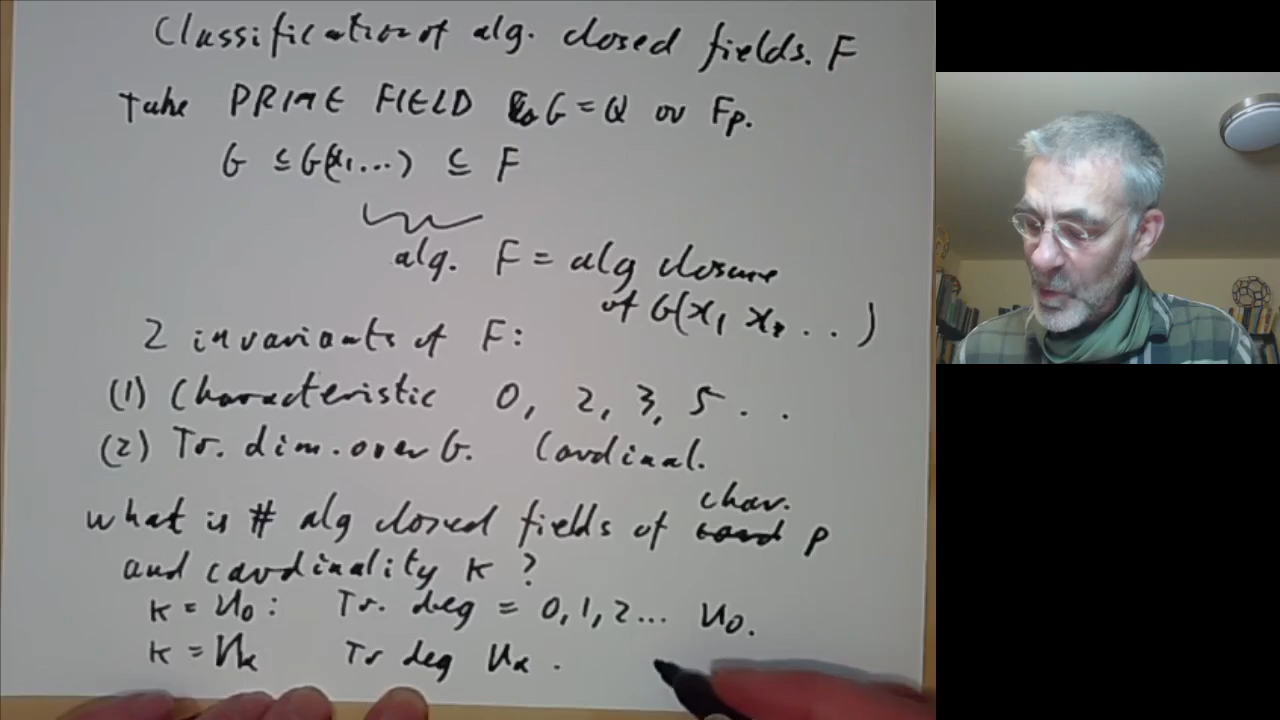 Classification of alg. closed fields. F
Take PRIME FIELD G = Q or Fp.
G ⊆ G(x₁...) ⊆ F
alg. F = alg closure
of G(x₁ x₂ . . . )
2 invariants of F:
(1) Characteristic 0, 2, 3, 5 . .
(2) Tr. dim. over G. Cardinal.
char.
What is # alg closed fields of p
and cardinality κ ?
κ = ℵ₀ : Tr. deg = 0, 1, 2 ... ℵ₀.
κ = ℵα Tr deg ℵα .